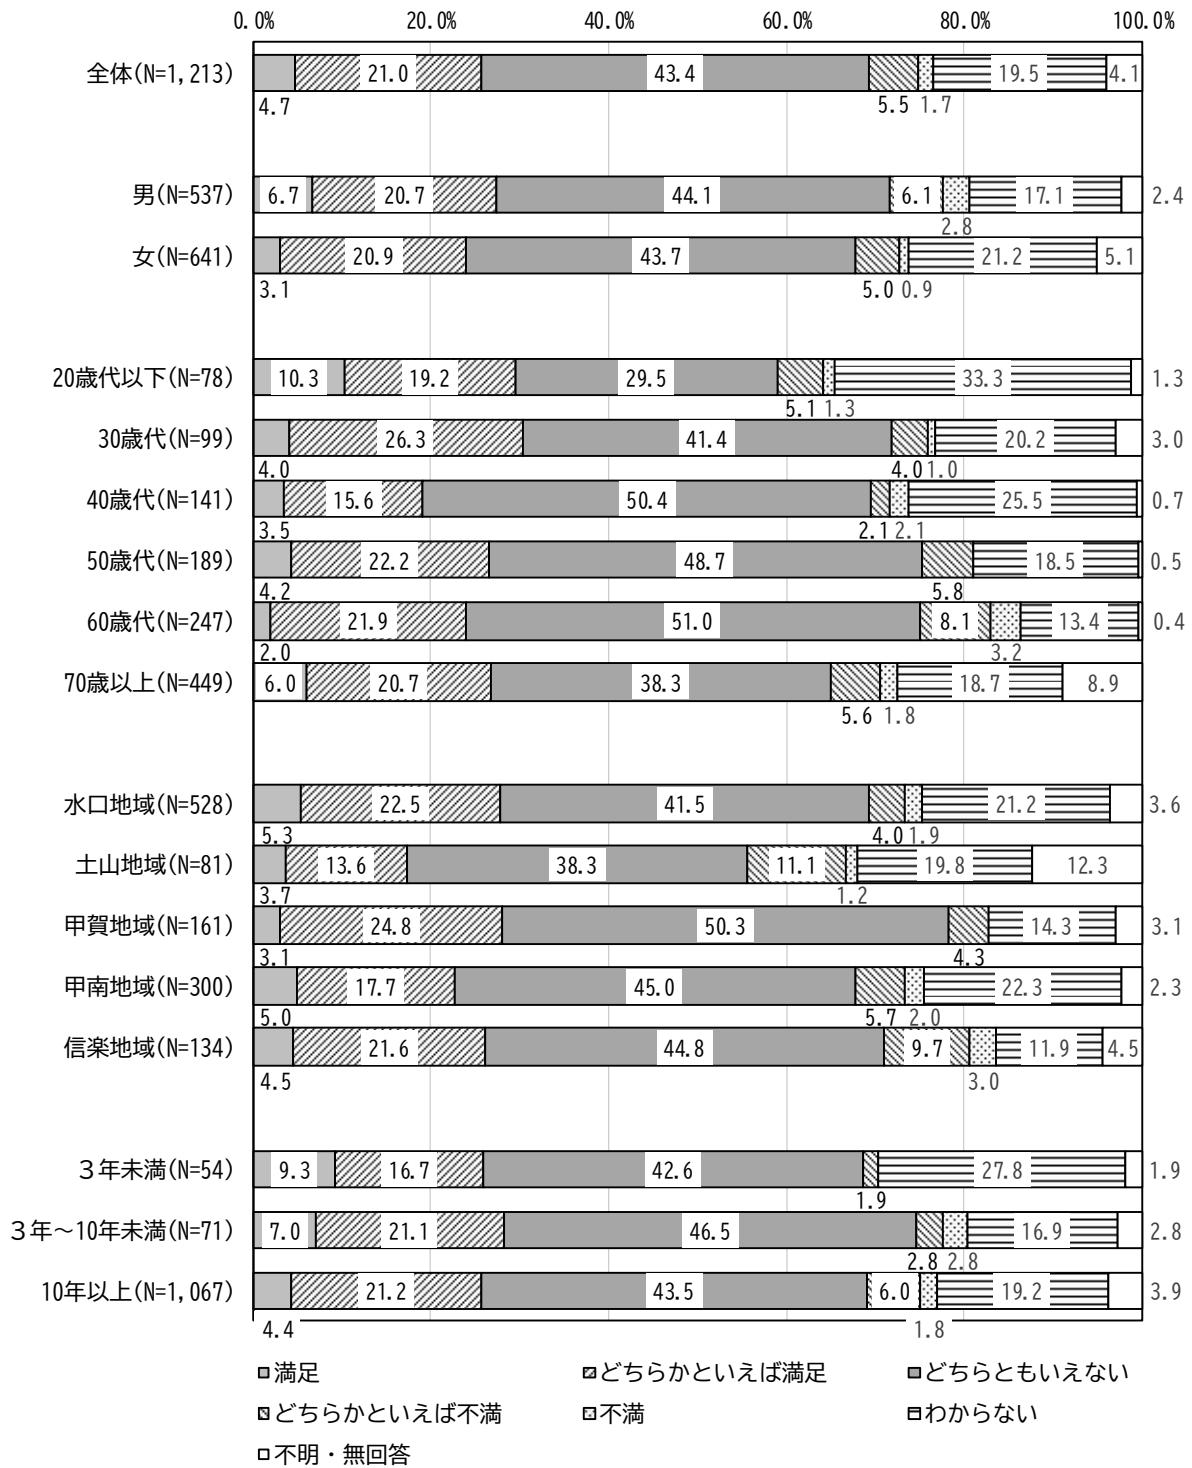 0.0% 20.0% 40.0% 60.0% 80.0% 100.0%
全体(N=1,213) 21.0 43.4 19.5 4.1
4.7 5.5 1.7
男(N=537) 6.7 20.7 44.1 6.1 17.1 2.4
2.8
女(N=641) 20.9 43.7 21.2 5.1
3.1 5.0 0.9
20歳代以下(N=78) 10.3 19.2 29.5 33.3 1.3
5.1 1.3
30歳代(N=99) 26.3 41.4 20.2 3.0
4.0 4.0 1.0
40歳代(N=141) 15.6 50.4 25.5 0.7
3.5 2.1 2.1
50歳代(N=189) 22.2 48.7 18.5 0.5
4.2 5.8
60歳代(N=247) 21.9 51.0 8.1 13.4 0.4
2.0 3.2
70歳以上(N=449) 6.0 20.7 38.3 18.7 8.9
5.6 1.8
水口地域(N=528) 22.5 41.5 21.2 3.6
5.3 4.0 1.9
土山地域(N=81) 13.6 38.3 11.1 19.8 12.3
3.7 1.2
甲賀地域(N=161) 24.8 50.3 14.3 3.1
3.1 4.3
甲南地域(N=300) 17.7 45.0 22.3 2.3
5.0 5.7 2.0
信楽地域(N=134) 21.6 44.8 9.7 11.9 4.5
4.5 3.0
３年未満(N=54) 9.3 16.7 42.6 27.8 1.9
1.9
３年～10年未満(N=71) 7.0 21.1 46.5 16.9 2.8
2.8 2.8
10年以上(N=1,067) 21.2 43.5 6.0 19.2 3.9
4.4 1.8
満足 どちらかといえば満足 どちらともいえない
どちらかといえば不満 不満 わからない
不明・無回答